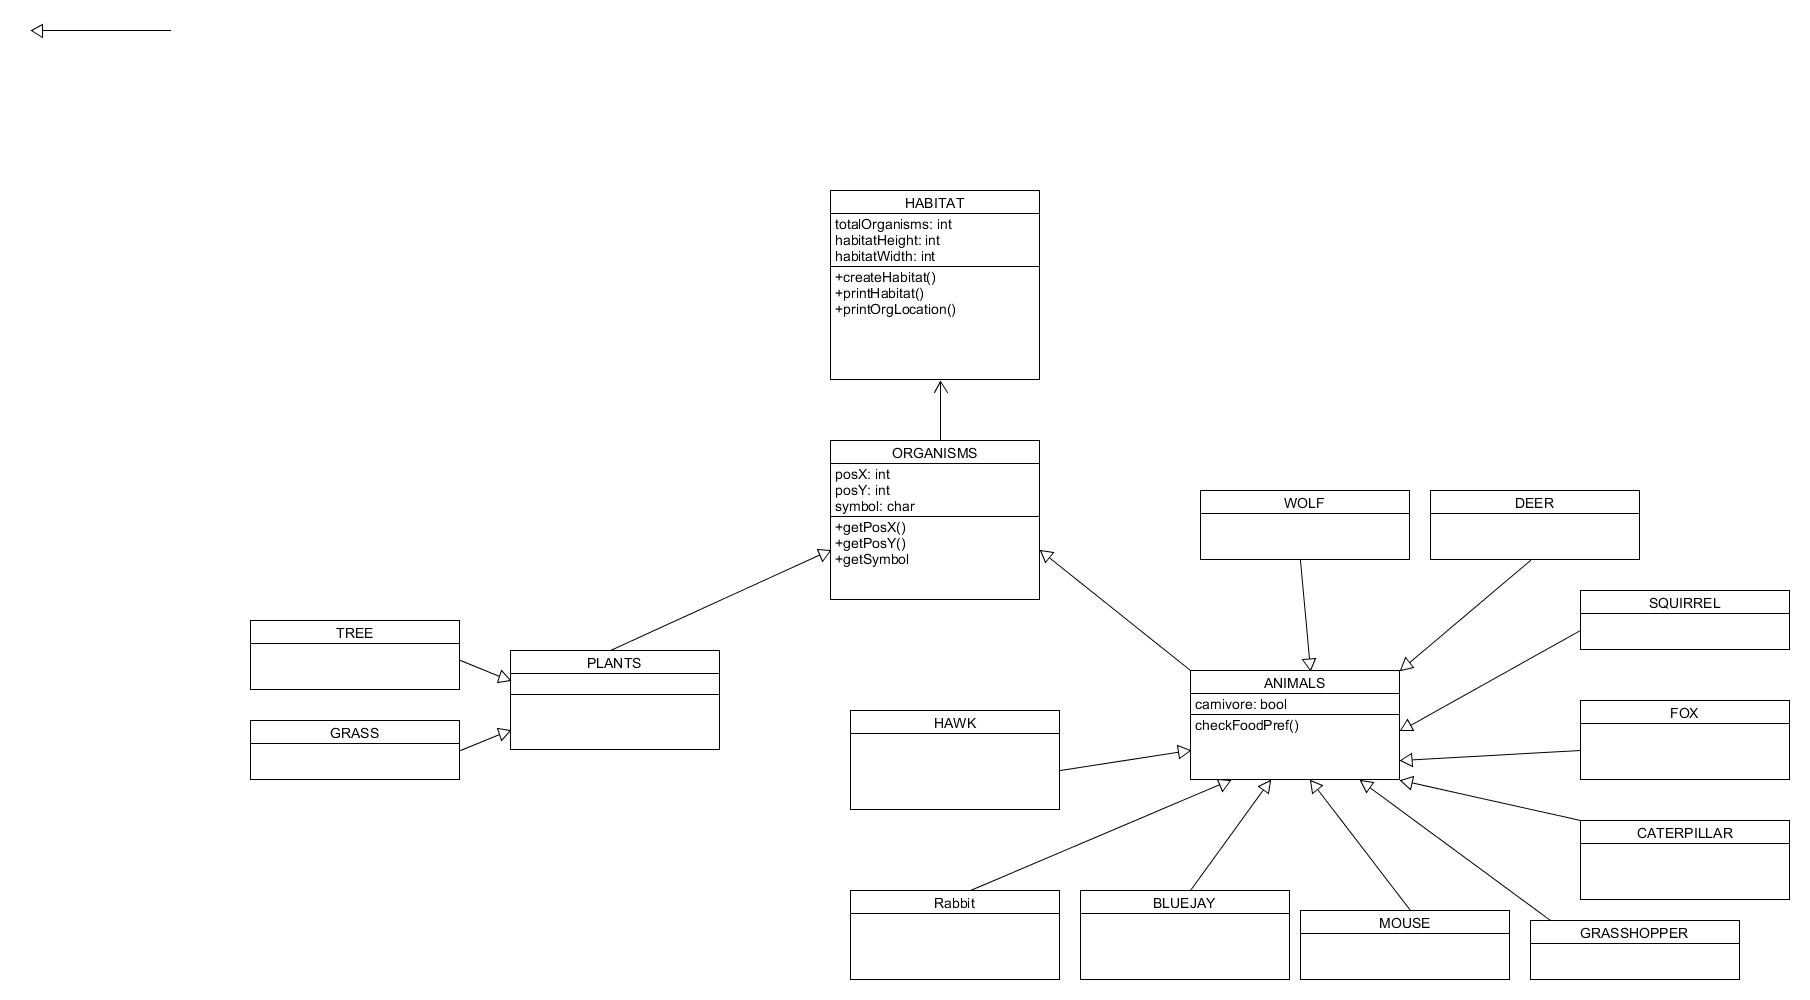 HABITAT
totalOrganisms: int
habitatHeight: int
habitatWidth: int
+createHabitat()
+printHabitat()
+printOrgLocation()
ORGANISMS
posX: int
posY: int
symbol: char
+getPosX()
+getPosY()
+getSymbol
WOLF
DEER
SQUIRREL
TREE
PLANTS
GRASS
ANIMALS
carnivore: bool
checkFoodPref()
HAWK
FOX
CATERPILLAR
Rabbit
BLUEJAY
MOUSE
GRASSHOPPER